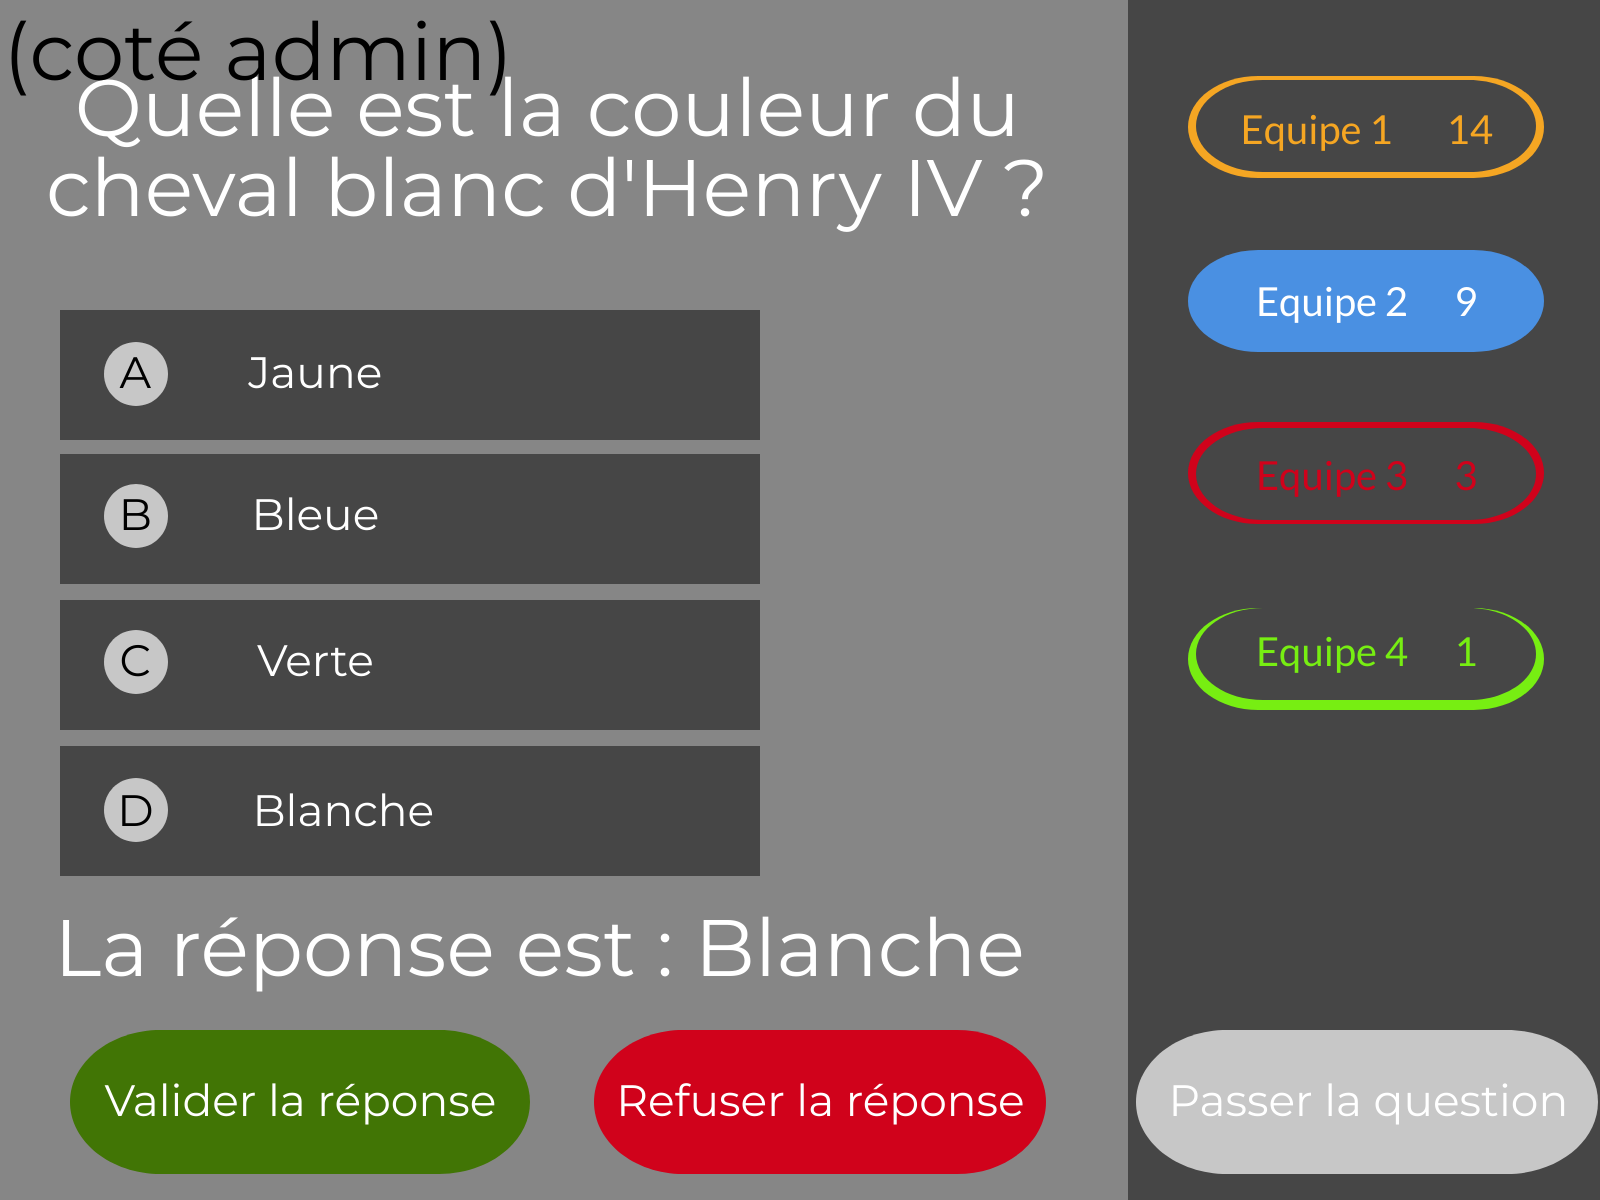 (coté admin)
Quelle est la couleur du
cheval blanc d'Henry IV ?
A Jaune
B Bleue
C Verte
D Blanche
La réponse est : Blanche
Valider la réponse
Refuser la réponse
Equipe 1 14
Equipe 2 9
Equipe 3 3
Equipe 4 1
Passer la question